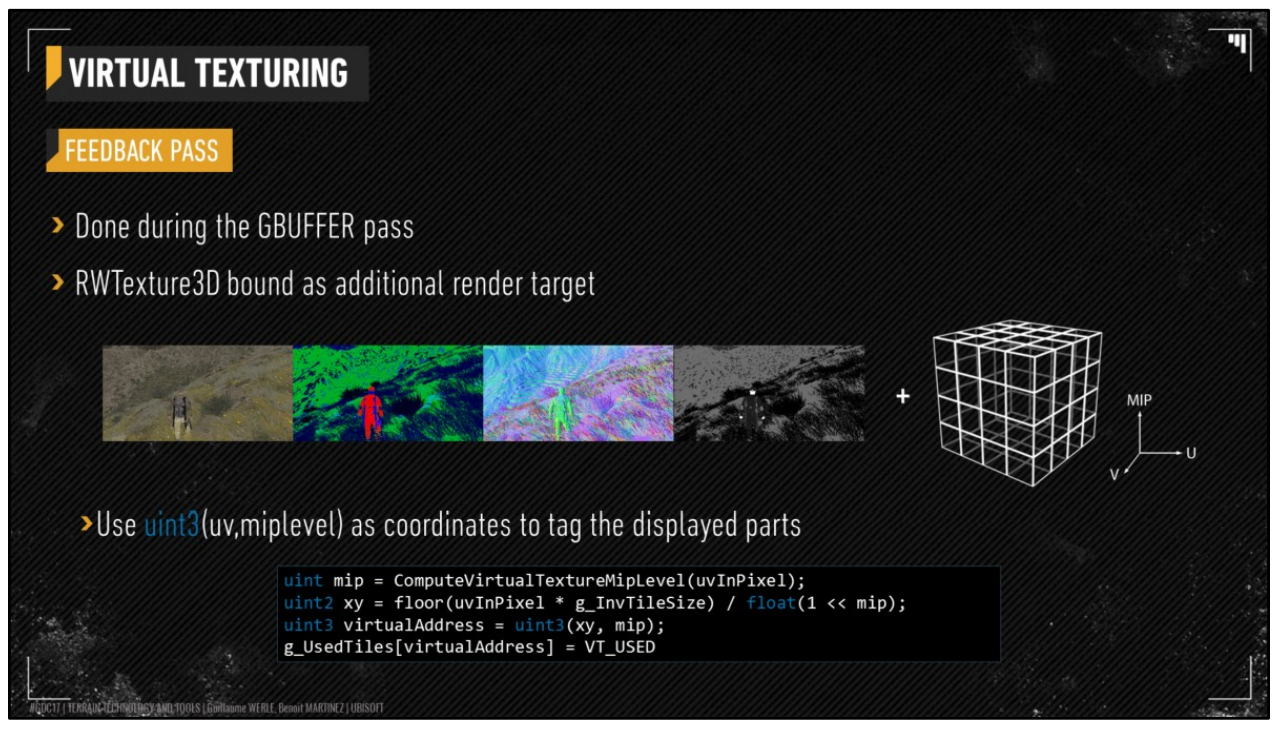 VIRTUAL TEXTURING
FEEDBACK PASS
Done during the GBUFFER pass
RWTexture3D bound as additional render target
+
MIP
U
V
Use uint3(uv,miplevel) as coordinates to tag the displayed parts
uint mip = ComputeVirtualTextureMipLevel(uvInPixel);
uint2 xy = floor(uvInPixel * g_InvTileSize) / float(1 << mip);
uint3 virtualAddress = uint3(xy, mip);
g_UsedTiles[virtualAddress] = VT_USED
#GDC17 | TERRAIN TECHNOLOGY AND TOOLS | Guillaume WERLE, Benoit MARTINEZ | UBISOFT